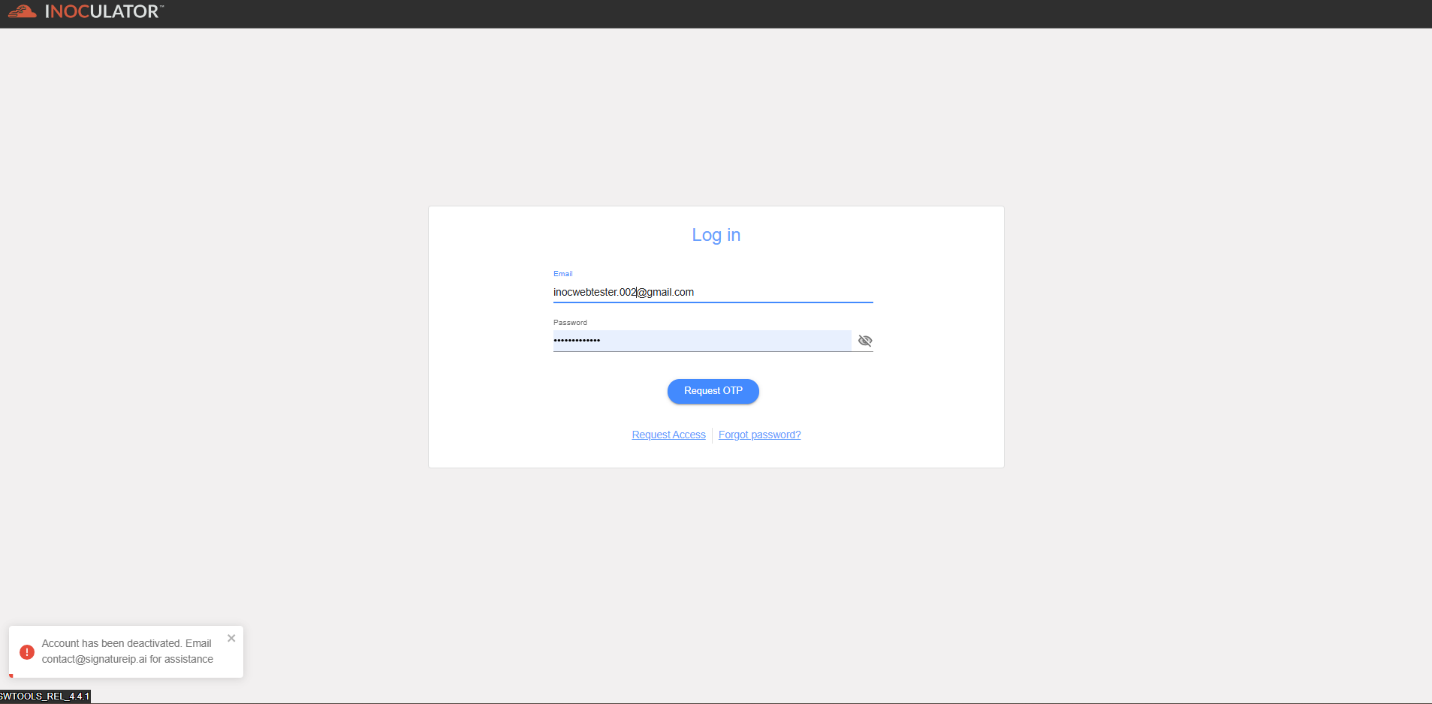 INOCULATOR™
Log in
Email
inocwebtester.002@gmail.com
Password
•••••••••••••
Request OTP
Request Access
Forgot password?
Account has been deactivated. Email
contact@signatureip.ai for assistance
GWTOOLS_REL_4.4.1